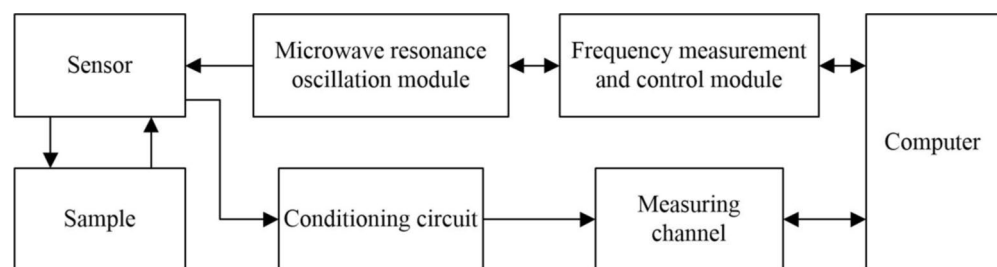 Sensor
Microwave resonance
oscillation module
Frequency measurement
and control module
Computer
Sample
Conditioning circuit
Measuring
channel